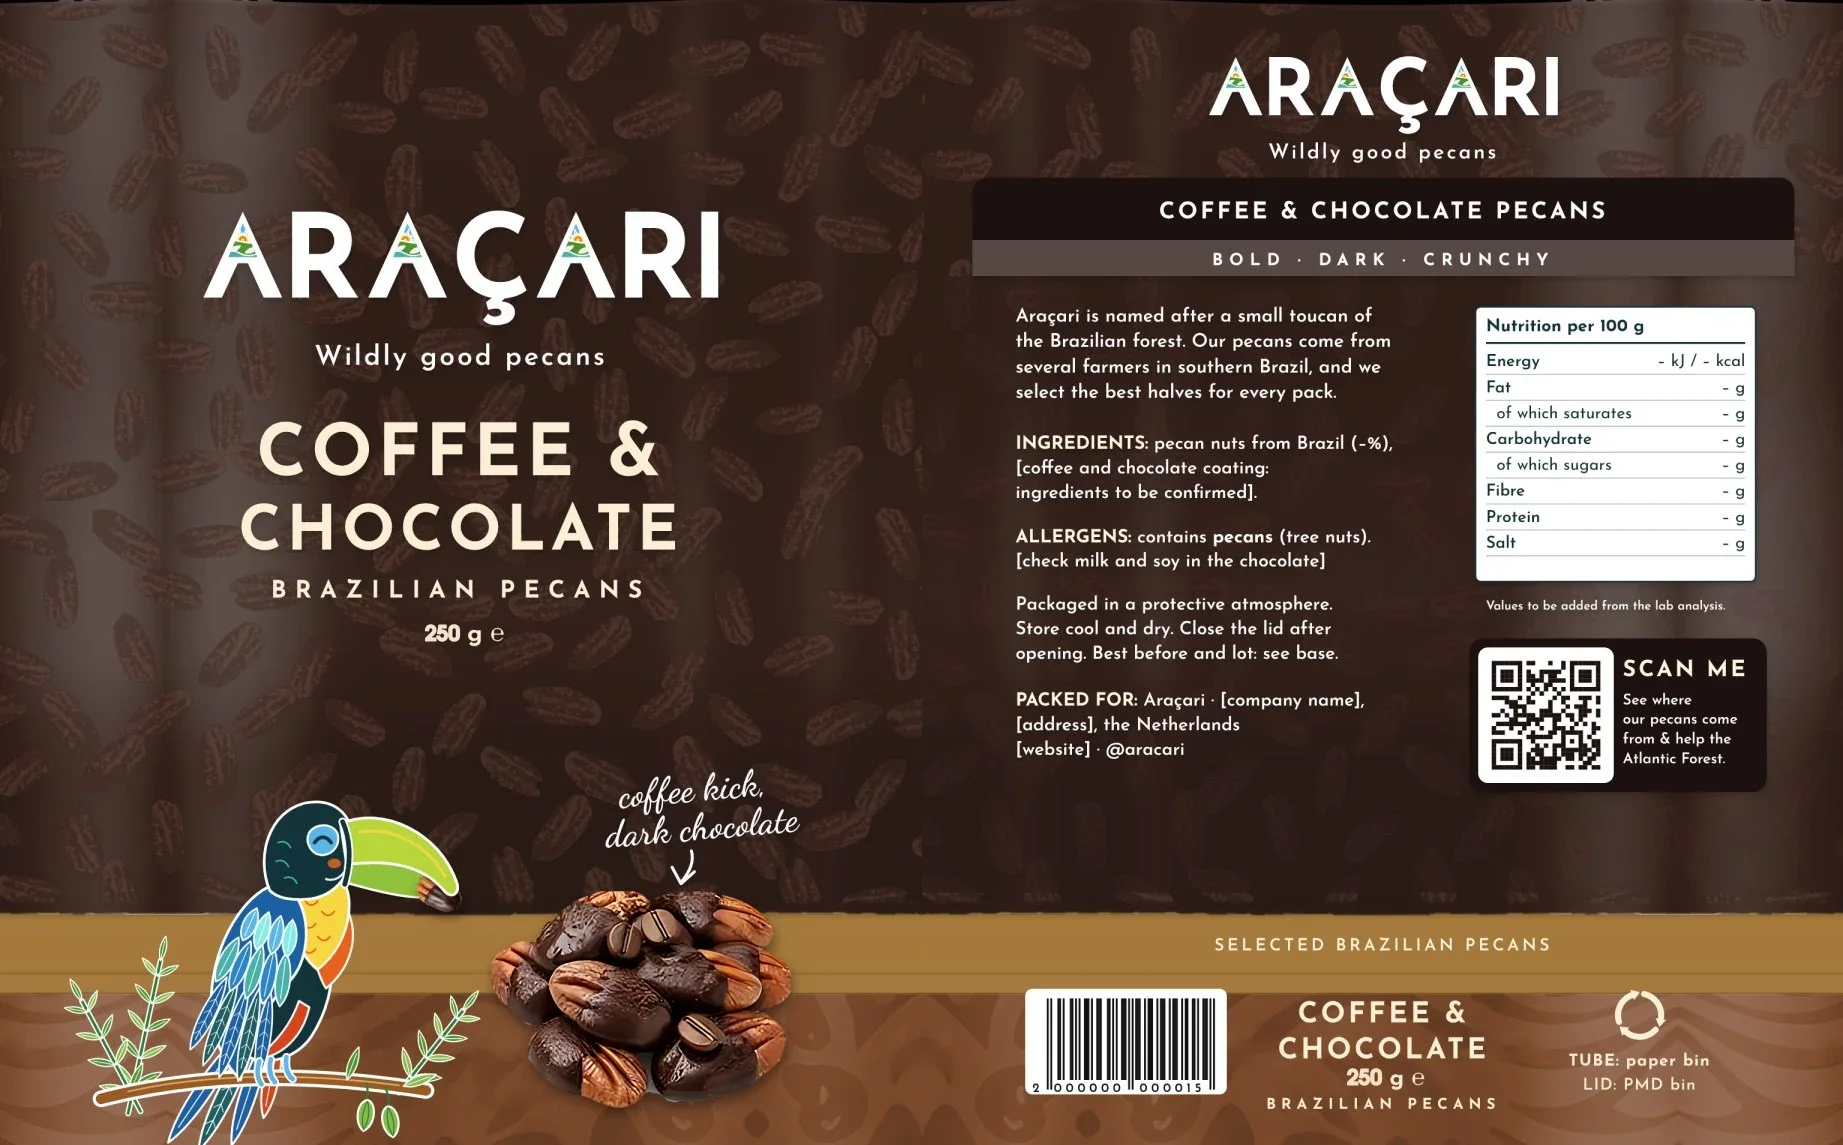 ARAÇARI
Wildly good pecans
COFFEE &
CHOCOLATE
BRAZILIAN PECANS
250 g ℮
coffee kick,
dark chocolate
ARAÇARI
Wildly good pecans
COFFEE & CHOCOLATE PECANS
BOLD · DARK · CRUNCHY
Araçari is named after a small toucan of
the Brazilian forest. Our pecans come from
several farmers in southern Brazil, and we
select the best halves for every pack.
INGREDIENTS: pecan nuts from Brazil (–%),
[coffee and chocolate coating:
ingredients to be confirmed].
ALLERGENS: contains pecans (tree nuts).
[check milk and soy in the chocolate]
Packaged in a protective atmosphere.
Store cool and dry. Close the lid after
opening. Best before and lot: see base.
PACKED FOR: Araçari · [company name],
[address], the Netherlands
[website] · @aracari
Nutrition per 100 g
Energy – kJ / – kcal
Fat – g
of which saturates – g
Carbohydrate – g
of which sugars – g
Fibre – g
Protein – g
Salt – g
Values to be added from the lab analysis.
SCAN ME
See where
our pecans come
from & help the
Atlantic Forest.
SELECTED BRAZILIAN PECANS
2 000000 000015
COFFEE &
CHOCOLATE
250 g ℮
BRAZILIAN PECANS
TUBE: paper bin
LID: PMD bin